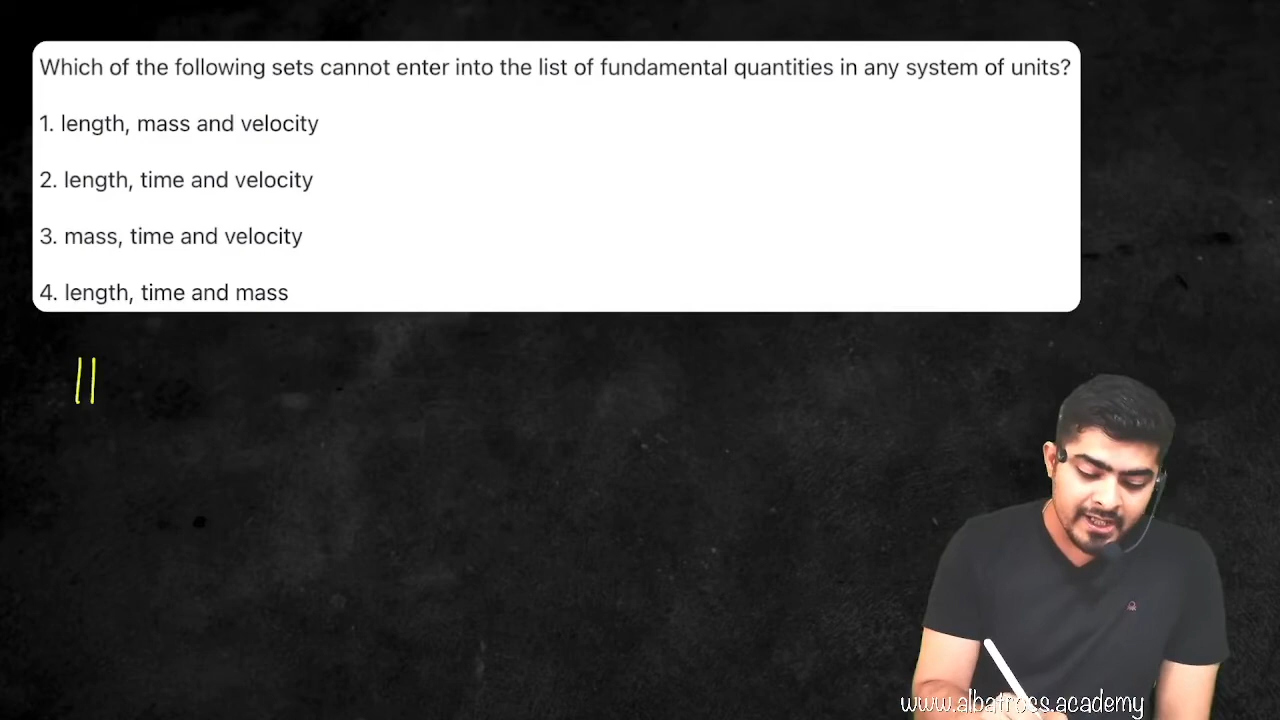 Which of the following sets cannot enter into the list of fundamental quantities in any system of units?
1. length, mass and velocity
2. length, time and velocity
3. mass, time and velocity
4. length, time and mass
www.albatross.academy